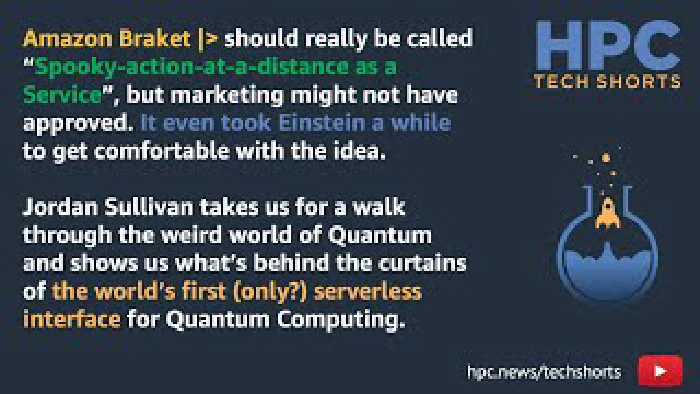 Amazon Braket |> should really be called
“Spooky-action-at-a-distance as a
Service”, but marketing might not have
approved. It even took Einstein a while
to get comfortable with the idea.
Jordan Sullivan takes us for a walk
through the weird world of Quantum
and shows us what’s behind the curtains
of the world’s first (only?) serverless
interface for Quantum Computing.
HPC
TECH SHORTS
hpc.news/techshorts